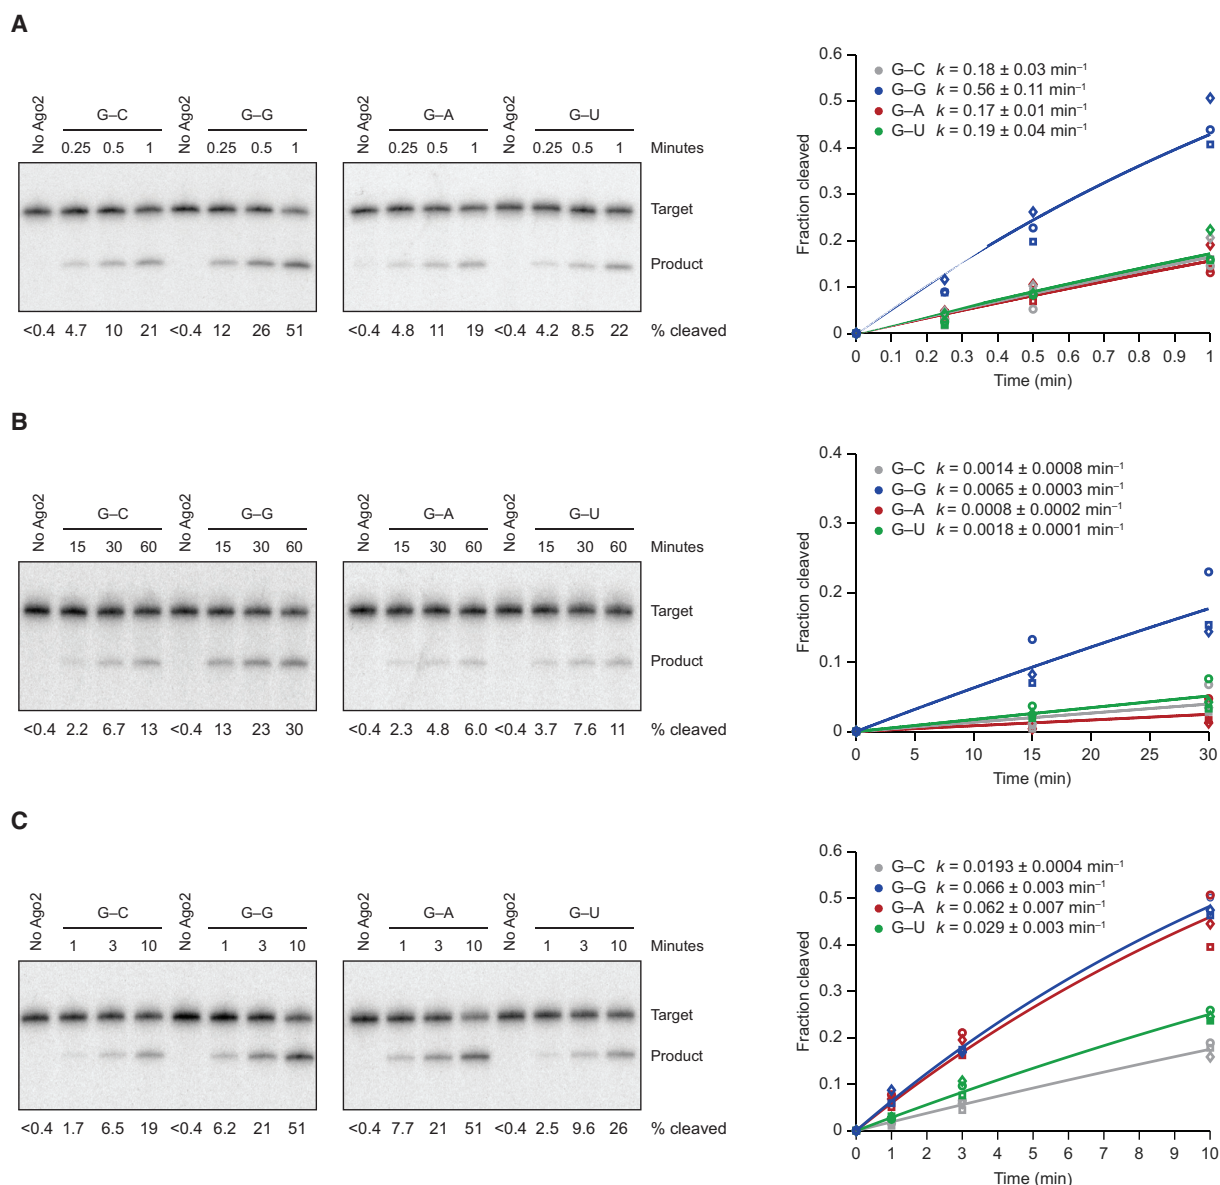 A
No Ago2 G–C No Ago2 G–G No Ago2 G–A No Ago2 G–U
0.25 0.5 1 0.25 0.5 1 0.25 0.5 1 0.25 0.5 1 Minutes
Target
Product
<0.4 4.7 10 21 <0.4 12 26 51 <0.4 4.8 11 19 <0.4 4.2 8.5 22 % cleaved
G–C k = 0.18 ± 0.03 min⁻¹
G–G k = 0.56 ± 0.11 min⁻¹
G–A k = 0.17 ± 0.01 min⁻¹
G–U k = 0.19 ± 0.04 min⁻¹
Fraction cleaved
0.6
0.5
0.4
0.3
0.2
0.1
0
0 0.1 0.2 0.3 0.4 0.5 0.6 0.7 0.8 0.9 1
Time (min)
B
No Ago2 G–C No Ago2 G–G No Ago2 G–A No Ago2 G–U
15 30 60 15 30 60 15 30 60 15 30 60 Minutes
Target
Product
<0.4 2.2 6.7 13 <0.4 13 23 30 <0.4 2.3 4.8 6.0 <0.4 3.7 7.6 11 % cleaved
G–C k = 0.0014 ± 0.0008 min⁻¹
G–G k = 0.0065 ± 0.0003 min⁻¹
G–A k = 0.0008 ± 0.0002 min⁻¹
G–U k = 0.0018 ± 0.0001 min⁻¹
Fraction cleaved
0.4
0.3
0.2
0.1
0
0 5 10 15 20 25 30
Time (min)
C
No Ago2 G–C No Ago2 G–G No Ago2 G–A No Ago2 G–U
1 3 10 1 3 10 1 3 10 1 3 10 Minutes
Target
Product
<0.4 1.7 6.5 19 <0.4 6.2 21 51 <0.4 7.7 21 51 <0.4 2.5 9.6 26 % cleaved
G–C k = 0.0193 ± 0.0004 min⁻¹
G–G k = 0.066 ± 0.003 min⁻¹
G–A k = 0.062 ± 0.007 min⁻¹
G–U k = 0.029 ± 0.003 min⁻¹
Fraction cleaved
0.6
0.5
0.4
0.3
0.2
0.1
0
0 1 2 3 4 5 6 7 8 9 10
Time (min)